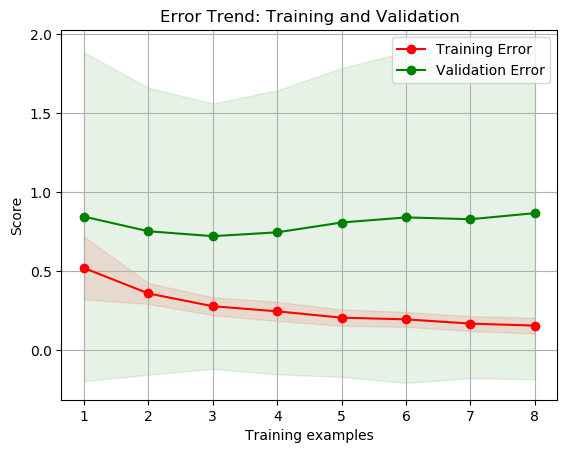 Error Trend: Training and Validation
Training Error
Validation Error
2.0
1.5
1.0
0.5
0.0
Score
1 2 3 4 5 6 7 8
Training examples